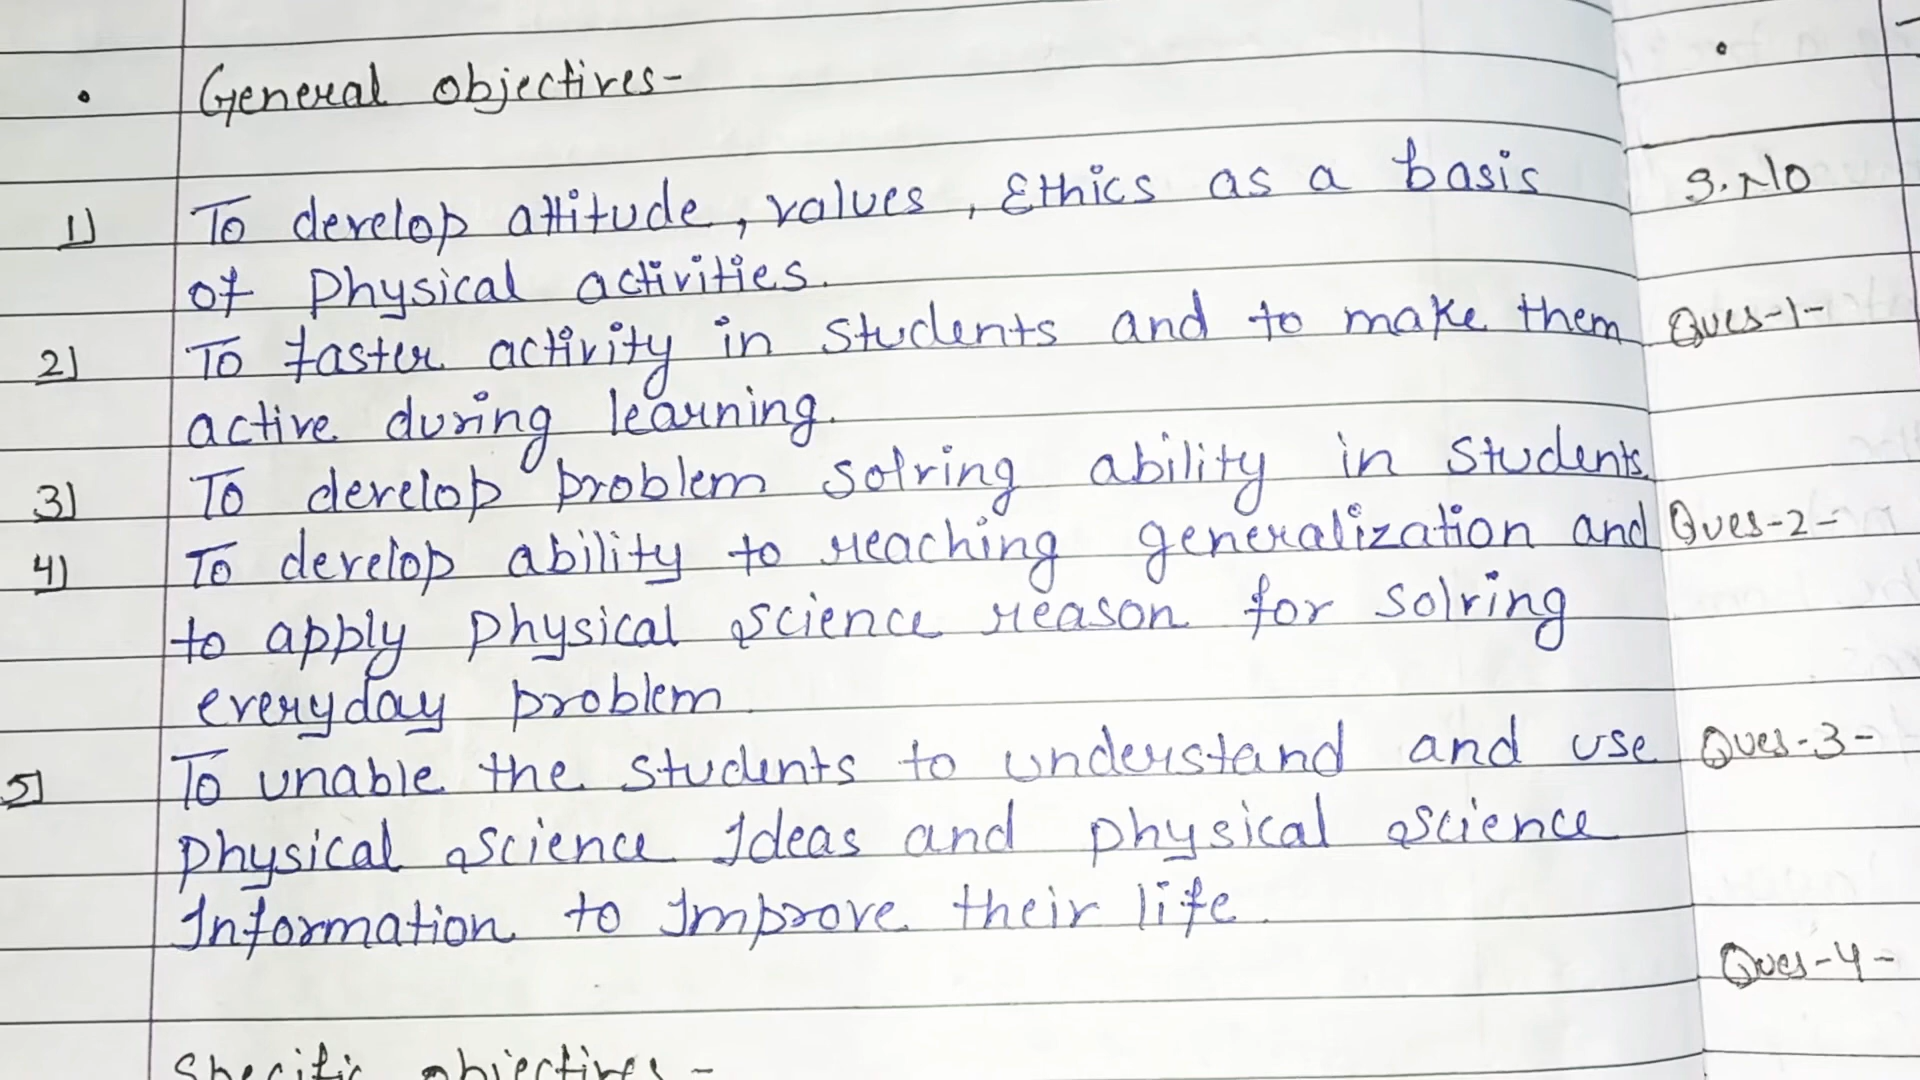 General objectives-
1) To develop attitude, values, Ethics as a basis
of Physical activities.
2) To faster activity in students and to make them
active during learning.
3) To develop problem solving ability in students
4) To develop ability to reaching generalization and
to apply physical science reason for solving
everyday problem
5) To unable the students to understand and use
physical science Ideas and physical science
Information to Improve their life.
Specific objectives-
S.No
Ques-1-
Ques-2-
Ques-3-
Ques-4-